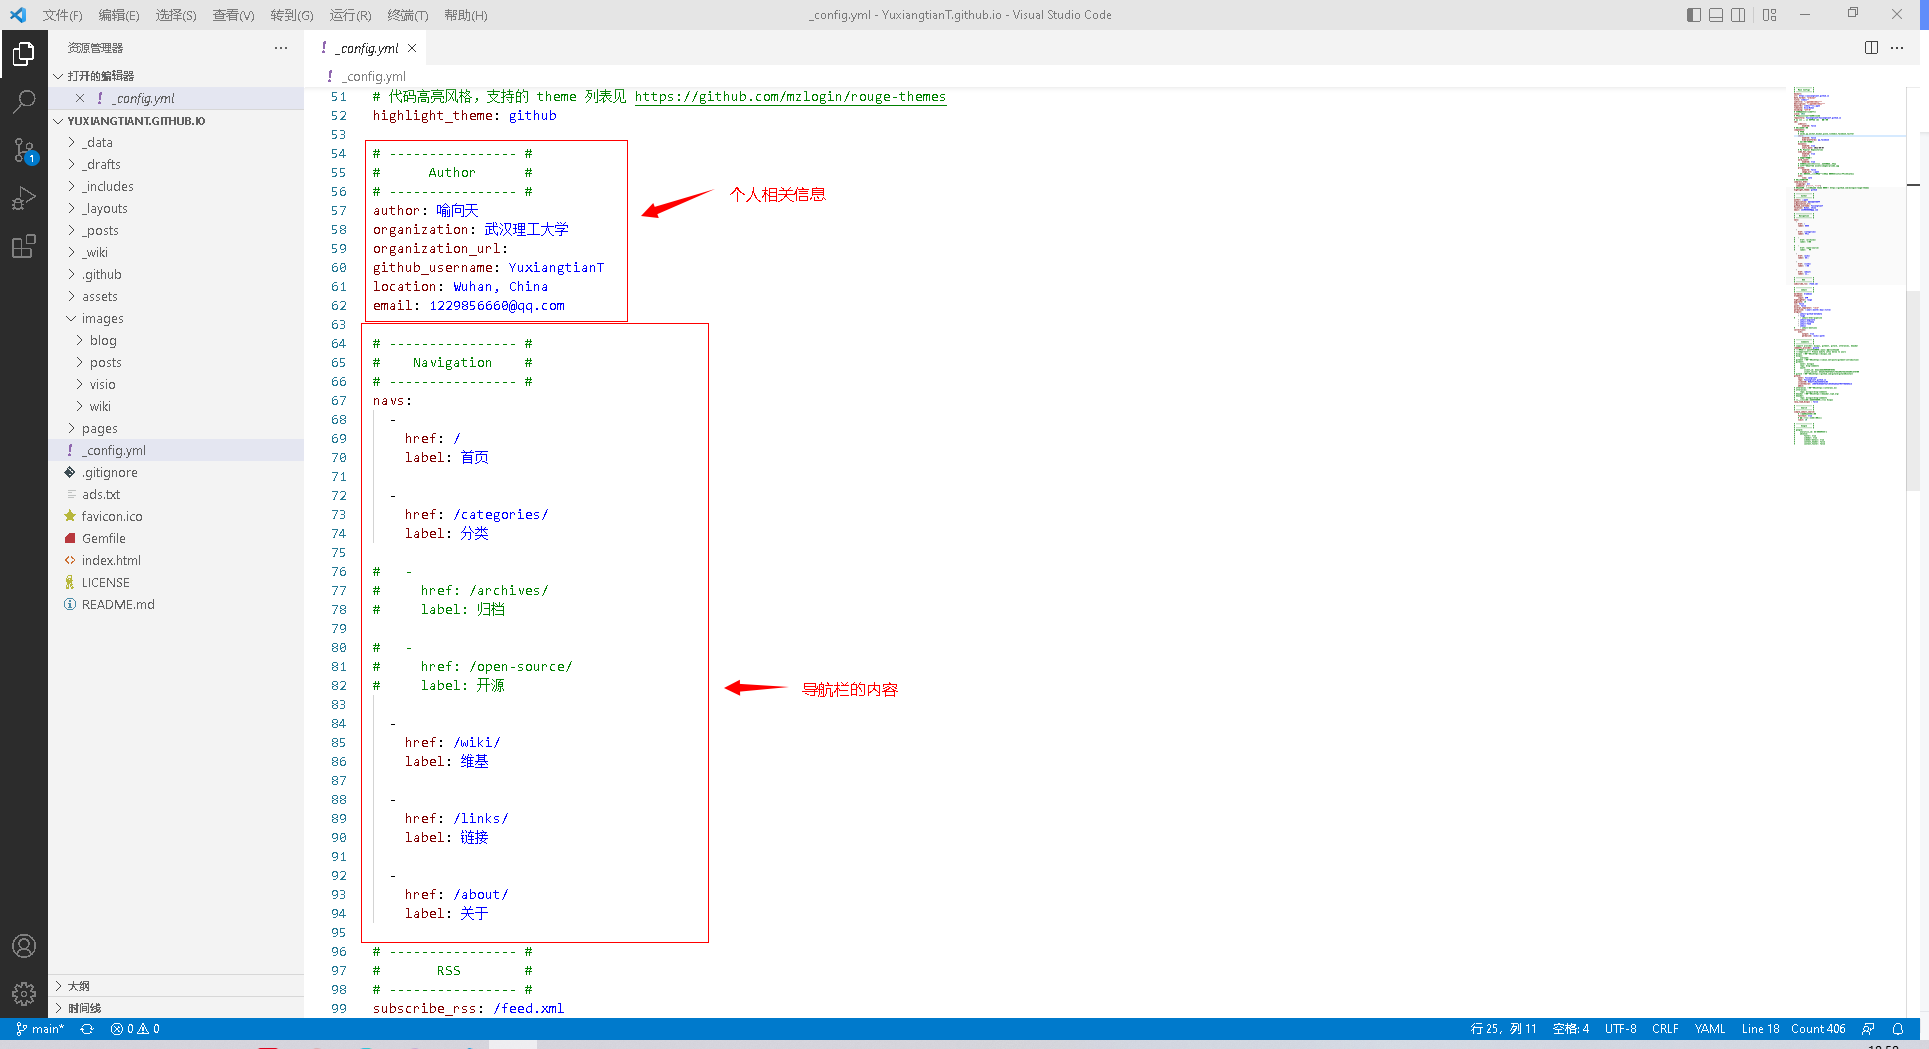 文件(F) 编辑(E) 选择(S) 查看(V) 转到(G) 运行(R) 终端(T) 帮助(H)
_config.yml - YuxiangtianT.github.io - Visual Studio Code
资源管理器
打开的编辑器
_config.yml
YUXIANGTIANT.GITHUB.IO
_data
_drafts
_includes
_layouts
_posts
_wiki
.github
assets
images
blog
posts
visio
wiki
pages
_config.yml
.gitignore
ads.txt
favicon.ico
Gemfile
index.html
LICENSE
README.md
大纲
时间线
1
_config.yml
_config.yml
51 # 代码高亮风格，支持的 theme 列表见 https://github.com/mzlogin/rouge-themes
52 highlight_theme: github
53
54 # ---------------- #
55 #      Author      #
56 # ---------------- #
57 author: 喻向天
58 organization: 武汉理工大学
59 organization_url:
60 github_username: YuxiangtianT
61 location: Wuhan, China
62 email: 1229856660@qq.com
63
64 # ---------------- #
65 #    Navigation    #
66 # ---------------- #
67 navs:
68   -
69     href: /
70     label: 首页
71
72   -
73     href: /categories/
74     label: 分类
75
76 #   -
77 #     href: /archives/
78 #     label: 归档
79
80 #   -
81 #     href: /open-source/
82 #     label: 开源
83
84   -
85     href: /wiki/
86     label: 维基
87
88   -
89     href: /links/
90     label: 链接
91
92   -
93     href: /about/
94     label: 关于
95
96 # ---------------- #
97 #       RSS        #
98 # ---------------- #
99 subscribe_rss: /feed.xml
个人相关信息
导航栏的内容
main* 0 0
行 25，列 11 空格: 4 UTF-8 CRLF YAML Line 18 Count 406